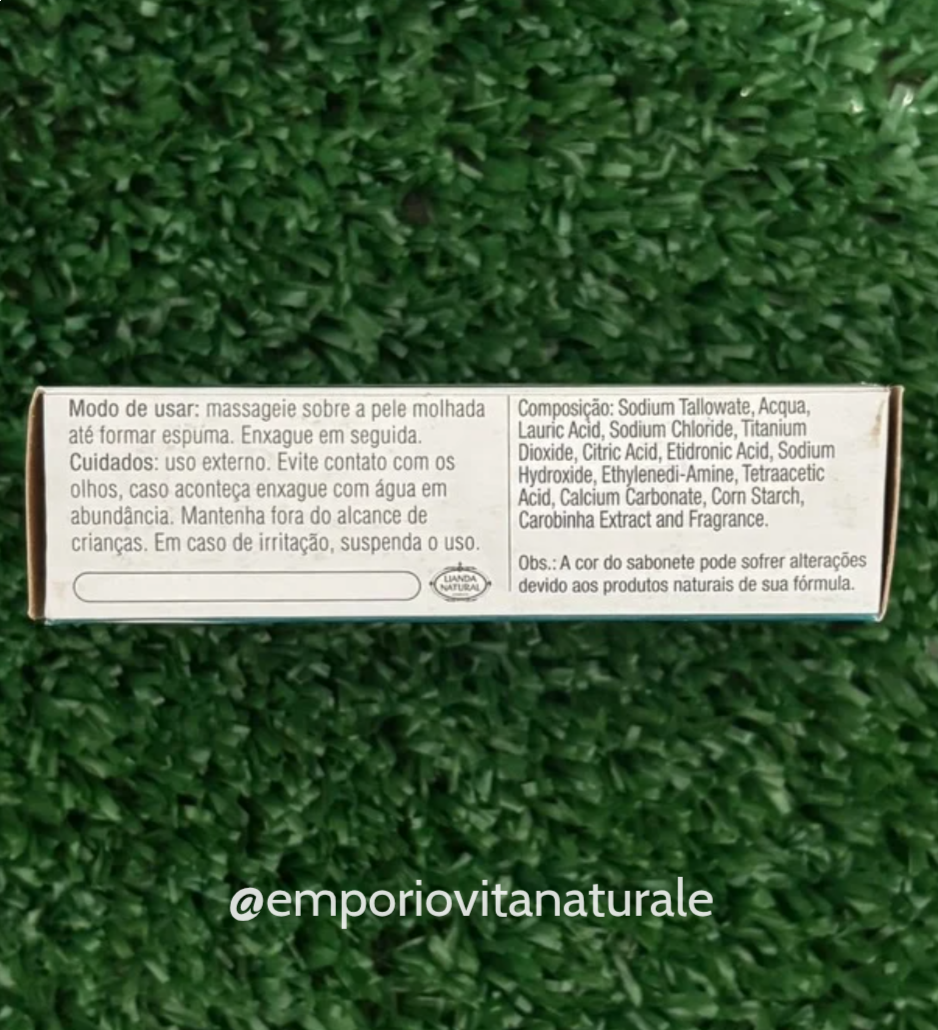 Modo de usar: massageie sobre a pele molhada
até formar espuma. Enxague em seguida.
Cuidados: uso externo. Evite contato com os
olhos, caso aconteça enxague com água em
abundância. Mantenha fora do alcance de
crianças. Em caso de irritação, suspenda o uso.
LIANDA
NATURAL
Composição: Sodium Tallowate, Acqua,
Lauric Acid, Sodium Chloride, Titanium
Dioxide, Citric Acid, Etidronic Acid, Sodium
Hydroxide, Ethylenedi-Amine, Tetraacetic
Acid, Calcium Carbonate, Corn Starch,
Carobinha Extract and Fragrance.
Obs.: A cor do sabonete pode sofrer alterações
devido aos produtos naturais de sua fórmula.
@emporiovitanaturale